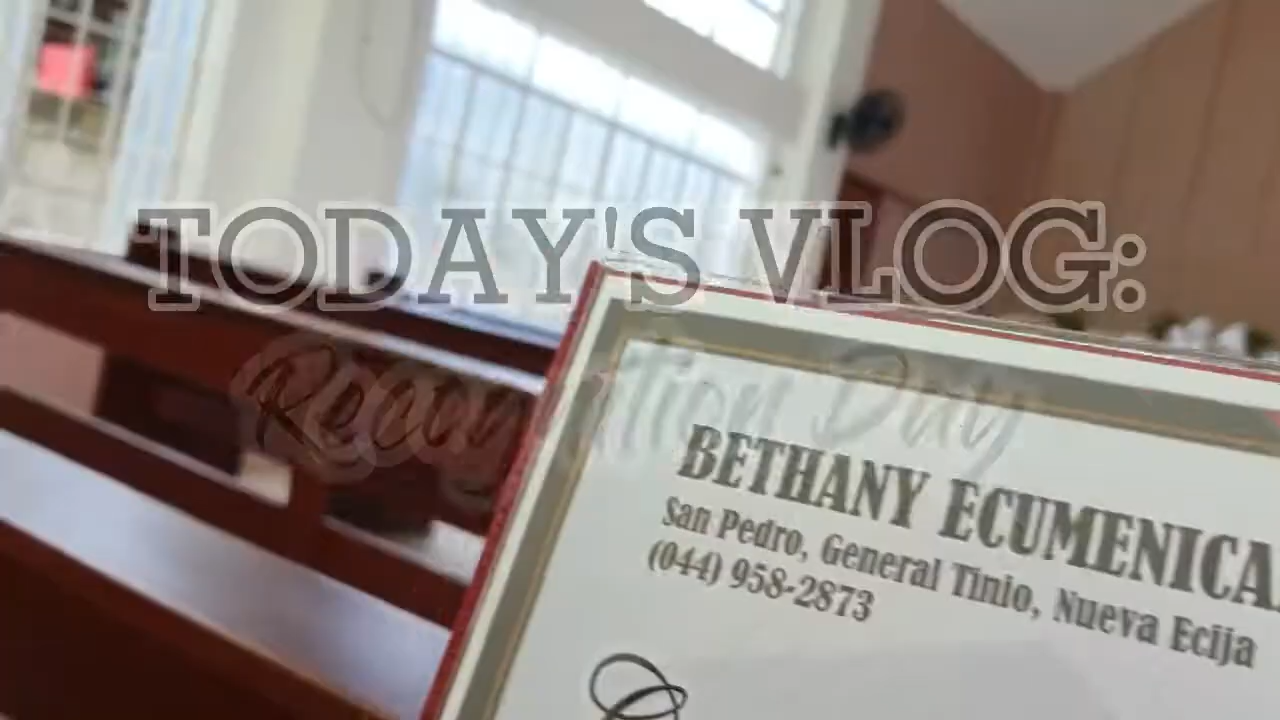 TODAY'S VLOG:
Recognition Day
BETHANY ECUMENICA
San Pedro, General Tinio, Nueva Ecija
(044) 958-2873